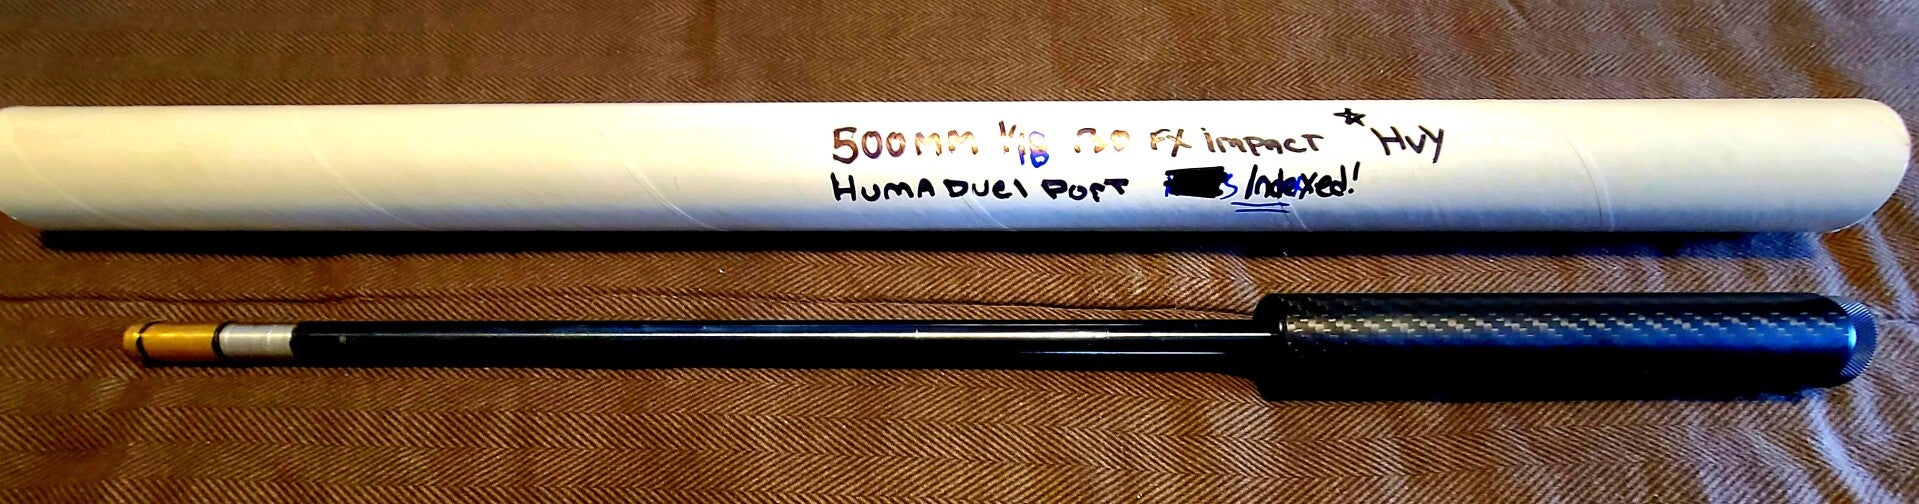 500MM 1/18 .30 FX impact * HVY
HUMA DUEl PORT Indexed!